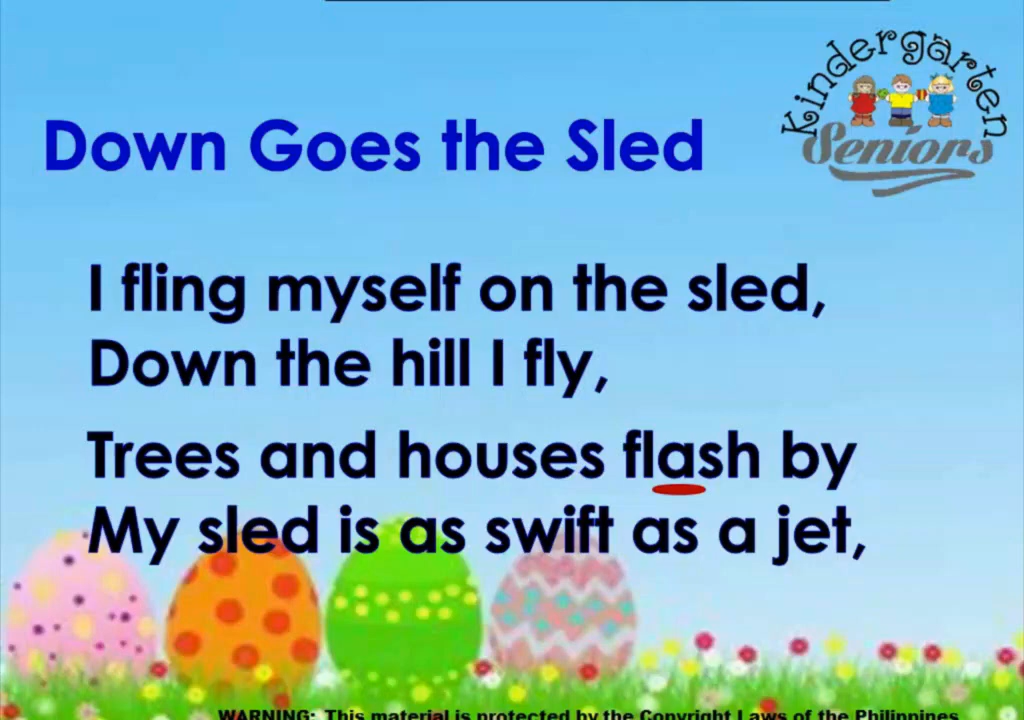 Kindergarten
Seniors
Down Goes the Sled
I fling myself on the sled,
Down the hill I fly,
Trees and houses flash by
My sled is as swift as a jet,
WARNING: This material is protected by the Copyright Laws of the Philippines